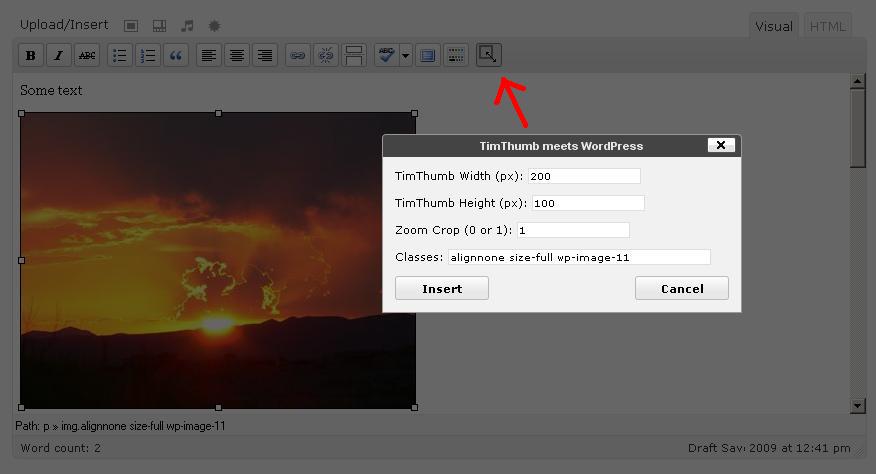 Upload/Insert
Visual HTML
B I ABC ABC
Some text
TimThumb meets WordPress
TimThumb Width (px): 200
TimThumb Height (px): 100
Zoom Crop (0 or 1): 1
Classes: alignnone size-full wp-image-11
Insert Cancel
Path: p » img.alignnone size-full wp-image-11
Word count: 2 Draft Sav 2009 at 12:41 pm